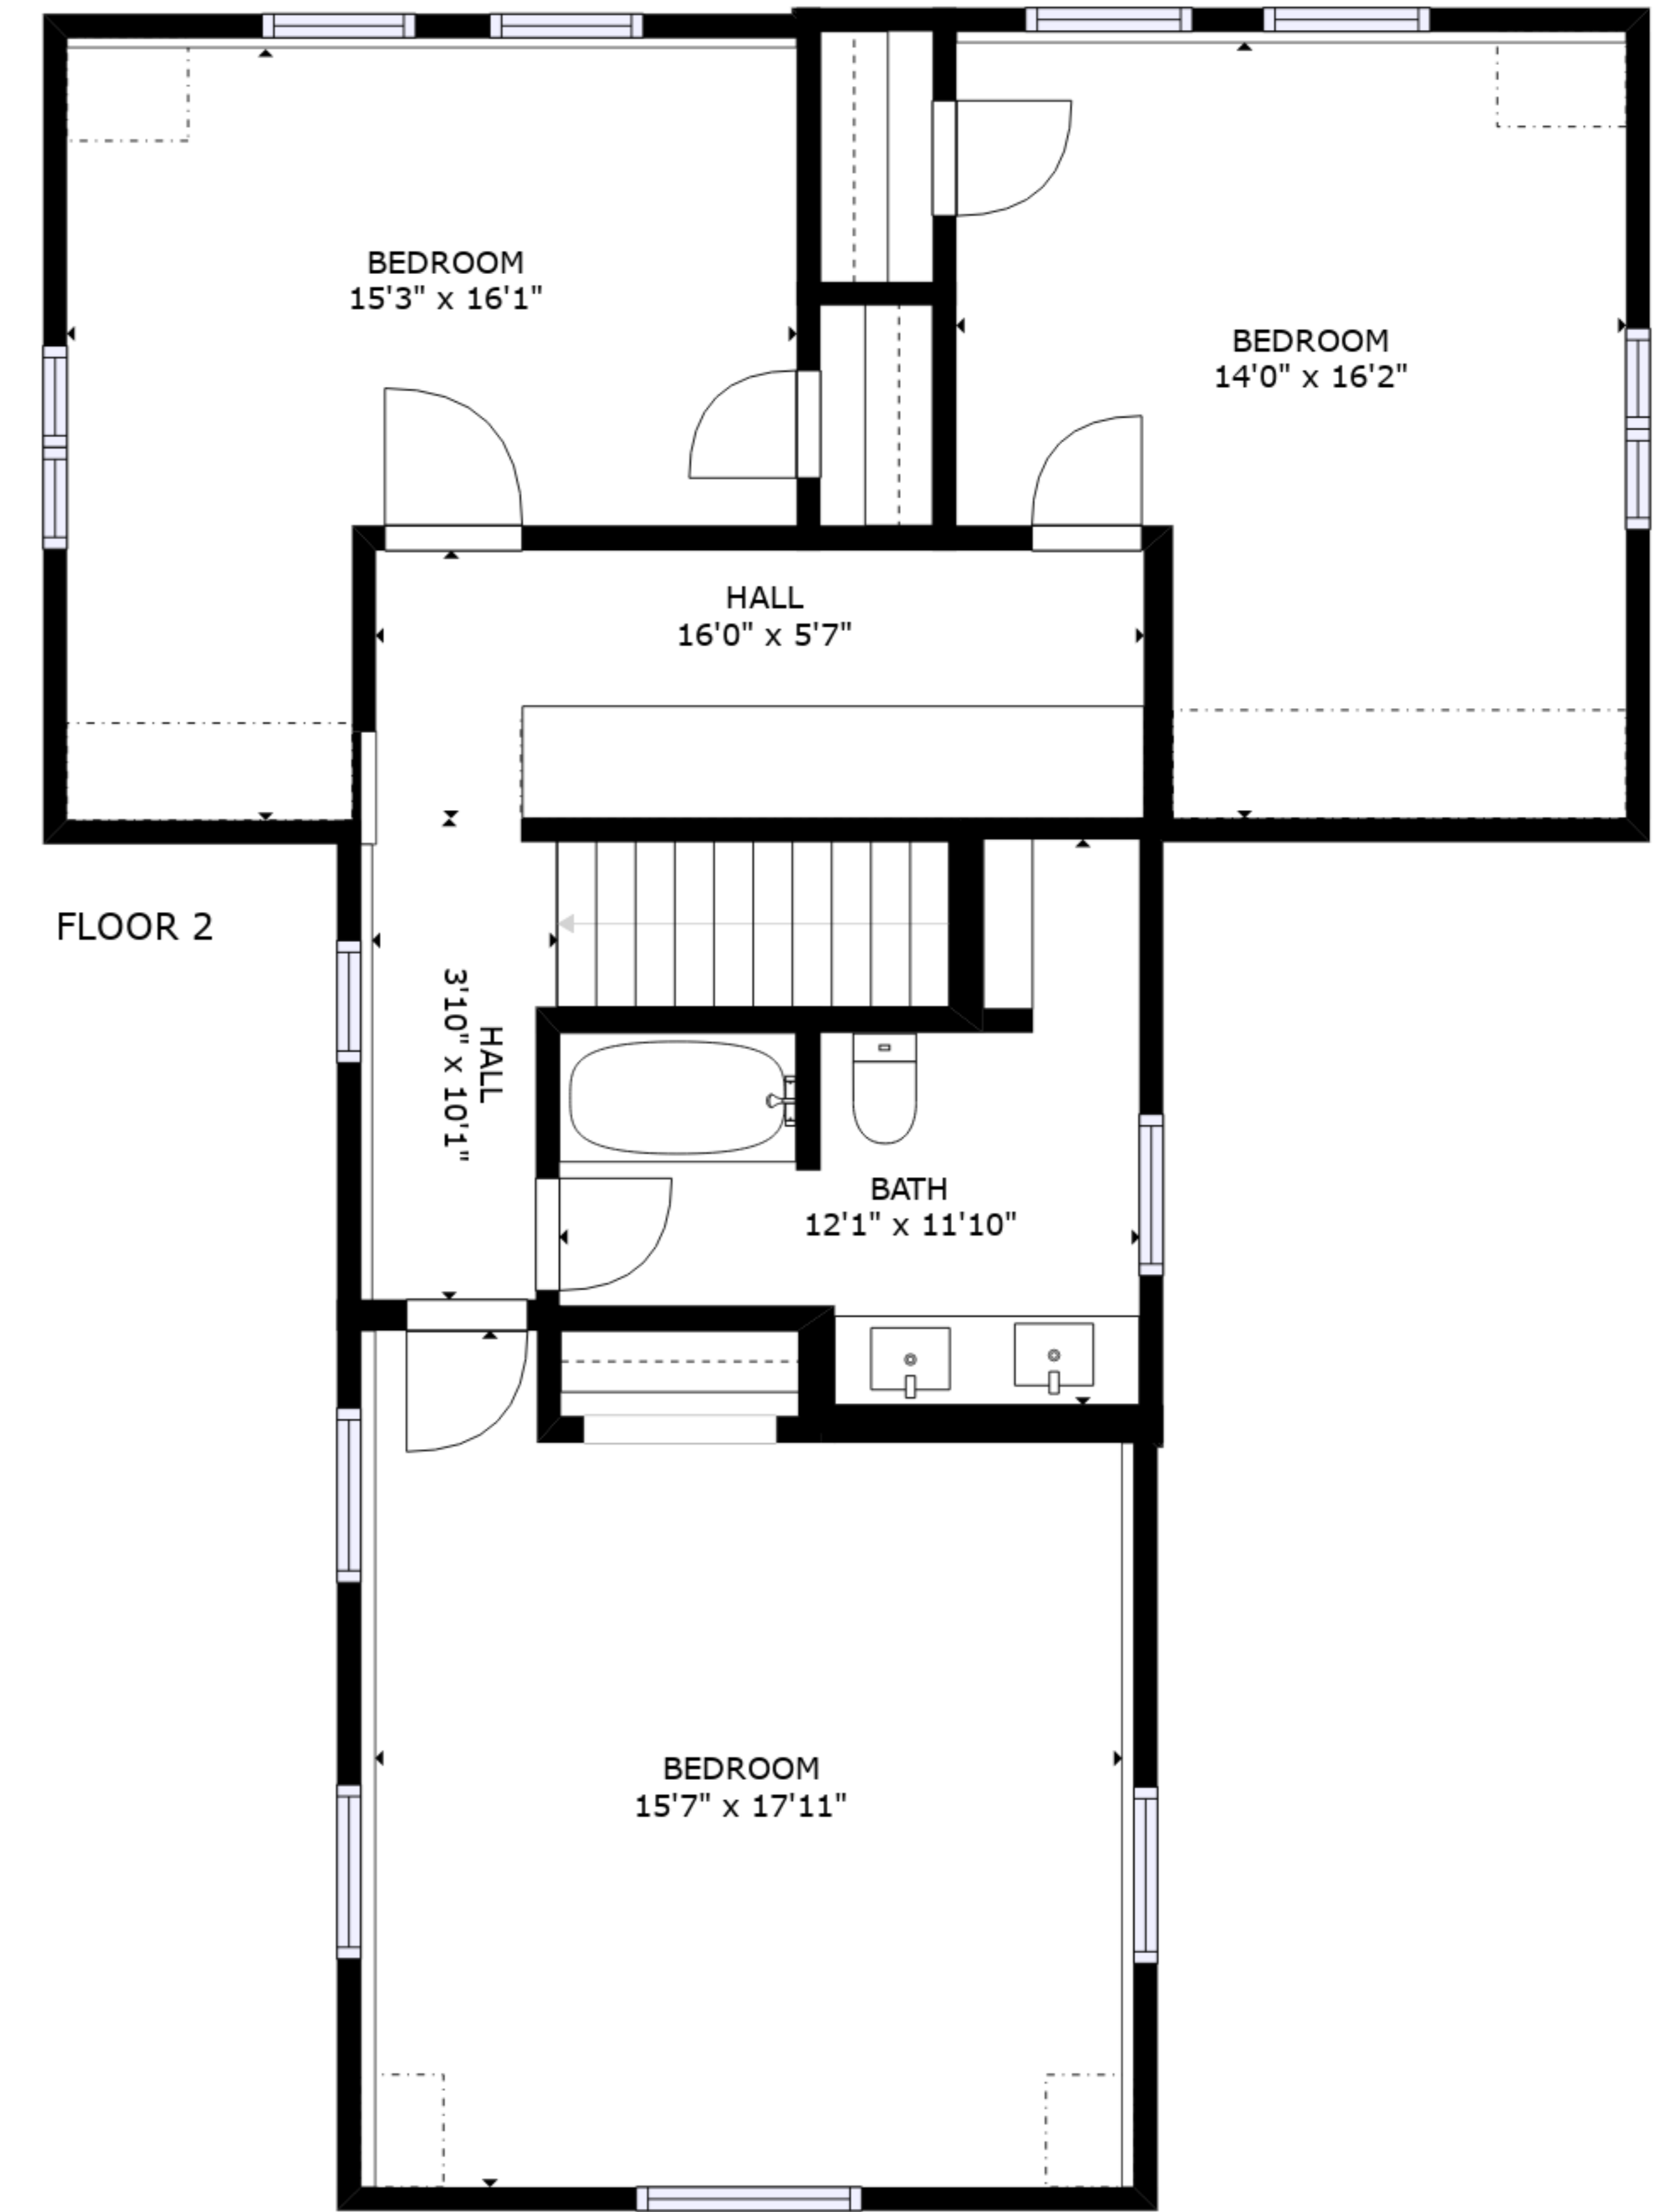 BEDROOM
15'3" x 16'1"
BEDROOM
14'0" x 16'2"
HALL
16'0" x 5'7"
FLOOR 2
HALL
3'10" x 10'1"
BATH
12'1" x 11'10"
BEDROOM
15'7" x 17'11"